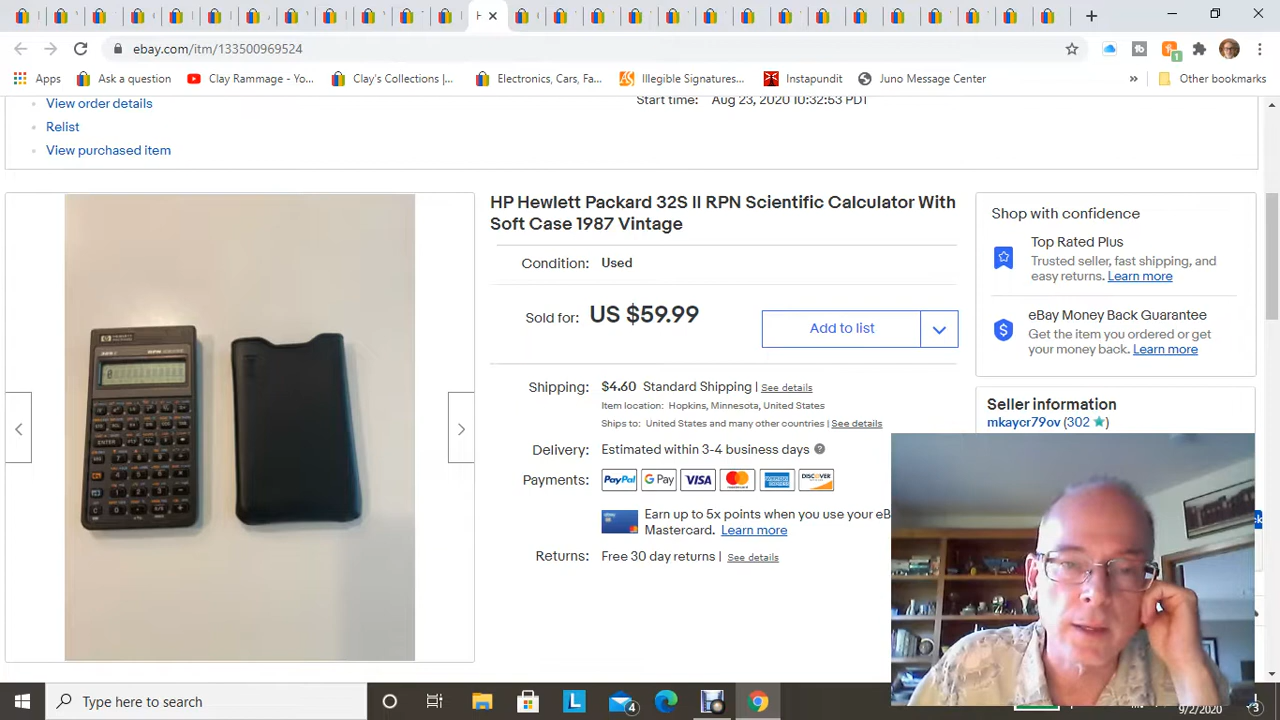 ebay.com/itm/133500969524
1
Apps
Ask a question
Clay Rammage - Yo...
Clay's Collections |...
Electronics, Cars, Fa...
Illegible Signatures...
Instapundit
Juno Message Center
»
Other bookmarks
View order details
Start time: Aug 23, 2020 10:32:53 PDT
Relist
View purchased item
HP Hewlett Packard 32S II RPN Scientific Calculator With
Soft Case 1987 Vintage
Condition: Used
Sold for: US $59.99
Add to list
Shipping: $4.60 Standard Shipping | See details
Item location: Hopkins, Minnesota, United States
Ships to: United States and many other countries | See details
Delivery: Estimated within 3-4 business days
Payments: PayPal G Pay VISA DISCOVER
Earn up to 5x points when you use your eB
Mastercard. Learn more
Returns: Free 30 day returns | See details
Shop with confidence
Top Rated Plus
Trusted seller, fast shipping, and
easy returns. Learn more
eBay Money Back Guarantee
Get the item you ordered or get
your money back. Learn more
Seller information
mkaycr79ov (302 ★)
Type here to search
L
4
9/2/2020
3